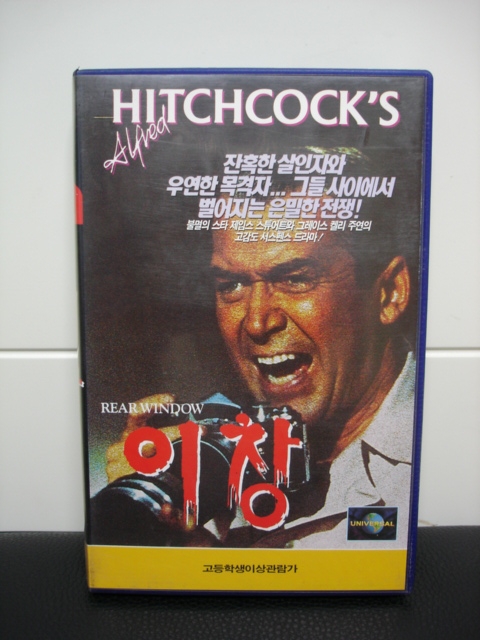 HITCHCOCK'S
Alfred
잔혹한 살인자와
우연한 목격자... 그들 사이에서
벌어지는 은밀한 전쟁!
불멸의 스타 제임스 스튜어트와 그레이스 켈리 주연의
고감도 서스펜스 드라마!
REAR WINDOW
이창
UNIVERSAL
고등학생이상관람가